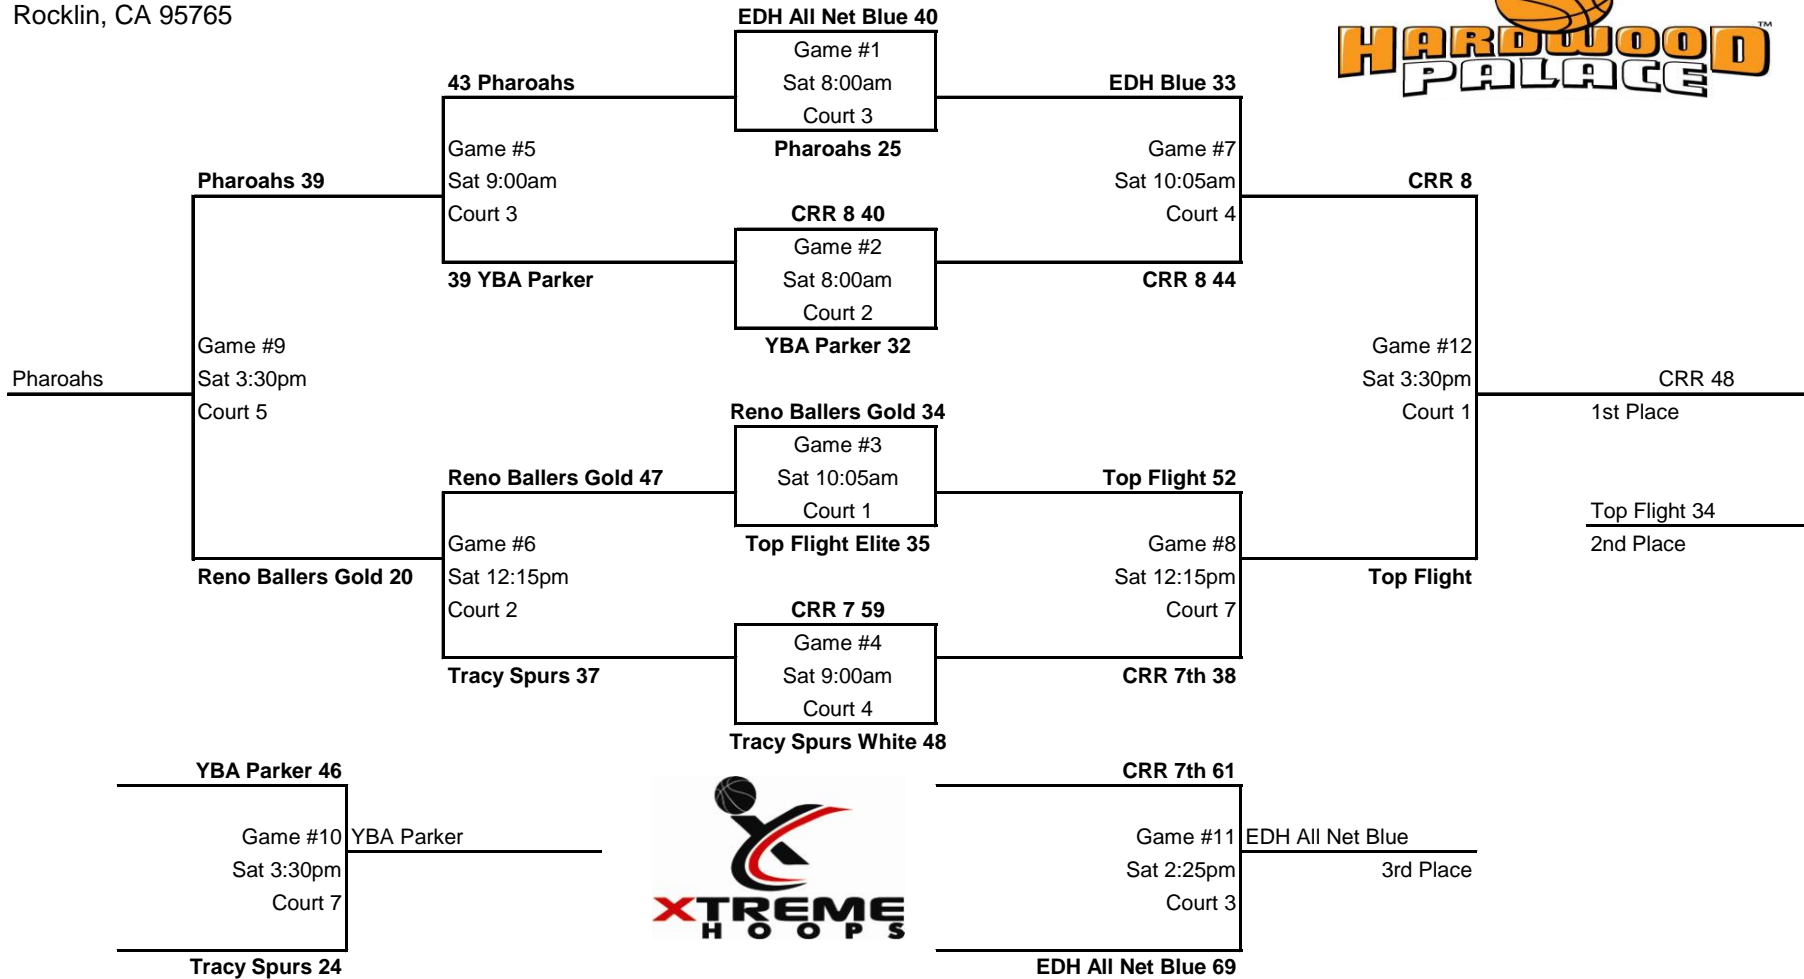 Rocklin, CA 95765
EDH All Net Blue 40
HARDWOOD
PALACE
TM
Game #1
Sat 8:00am
Court 3
Pharoahs 25
43 Pharoahs
EDH Blue 33
Game #5
Sat 9:00am
Court 3
Game #7
Sat 10:05am
Court 4
Pharoahs 39
CRR 8
CRR 8 40
Game #2
Sat 8:00am
Court 2
YBA Parker 32
39 YBA Parker
CRR 8 44
Game #9
Sat 3:30pm
Court 5
Pharoahs
Game #12
Sat 3:30pm
Court 1
CRR 48
1st Place
Reno Ballers Gold 34
Game #3
Sat 10:05am
Court 1
Top Flight Elite 35
Reno Ballers Gold 47
Top Flight 52
Top Flight 34
2nd Place
Game #6
Sat 12:15pm
Court 2
Game #8
Sat 12:15pm
Court 7
Reno Ballers Gold 20
Top Flight
CRR 7 59
Game #4
Sat 9:00am
Court 4
Tracy Spurs White 48
Tracy Spurs 37
CRR 7th 38
YBA Parker 46
Game #10
Sat 3:30pm
Court 7
YBA Parker
Tracy Spurs 24
XTREME
HOOPS
CRR 7th 61
Game #11
Sat 2:25pm
Court 3
EDH All Net Blue
3rd Place
EDH All Net Blue 69